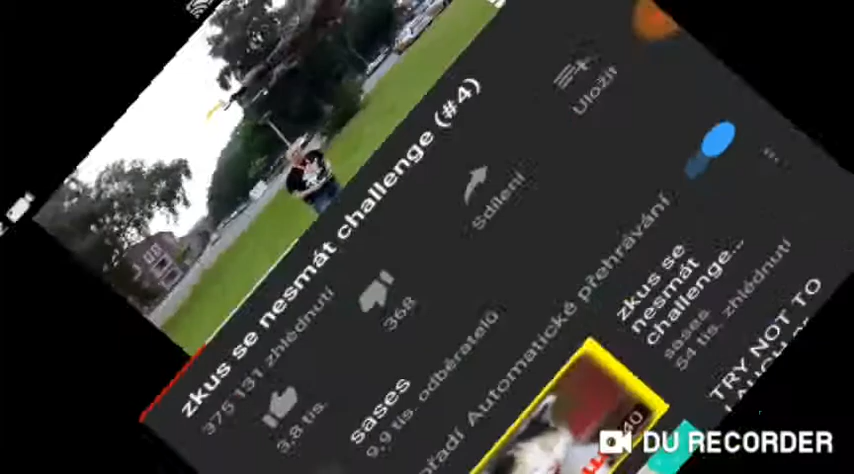 zkus se nesmát challenge (#4)
375 131 zhlédnutí
3,8 tis.
368
Sdílení
Uložit
sases
9,9 tis. odběratelů
Automatické přehrávání
zkus se
nesmát
challenge...
sases
54 tis. zhlédnutí
TRY NOT TO
DU RECORDER